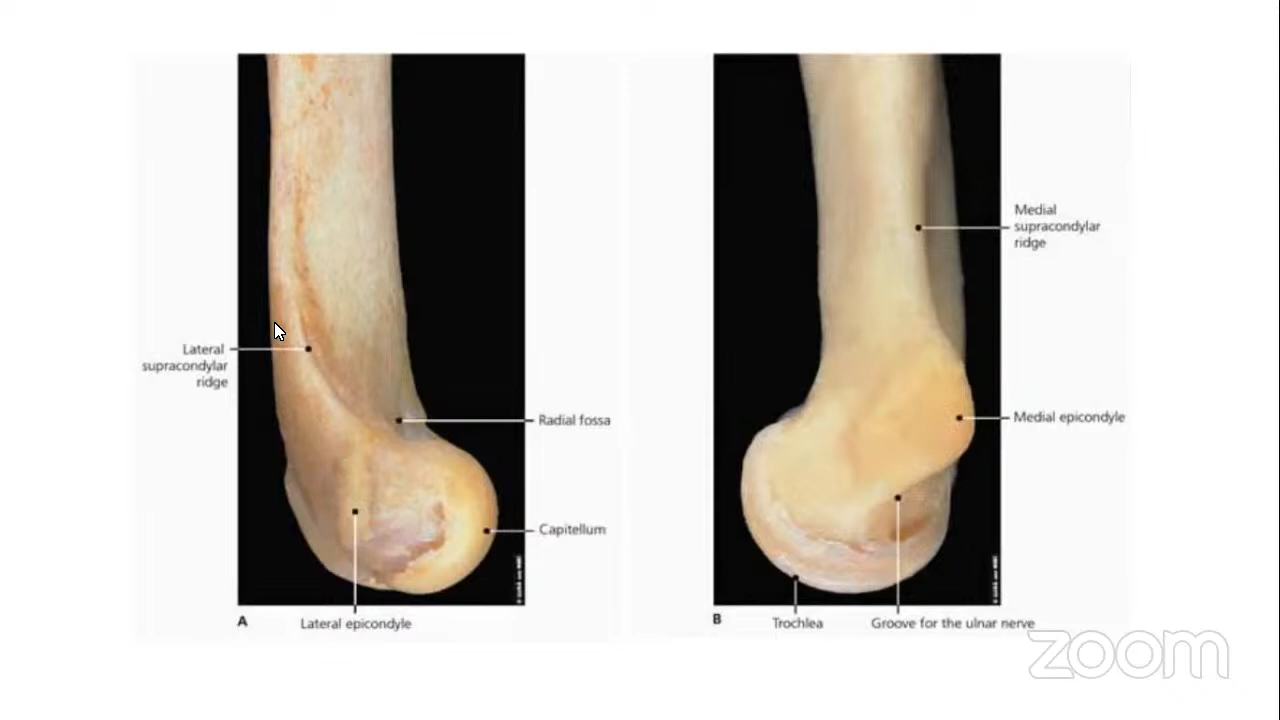 Lateral
supracondylar
ridge
Radial fossa
Capitellum
A
Lateral epicondyle
Medial
supracondylar
ridge
Medial epicondyle
B
Trochlea
Groove for the ulnar nerve
zoom